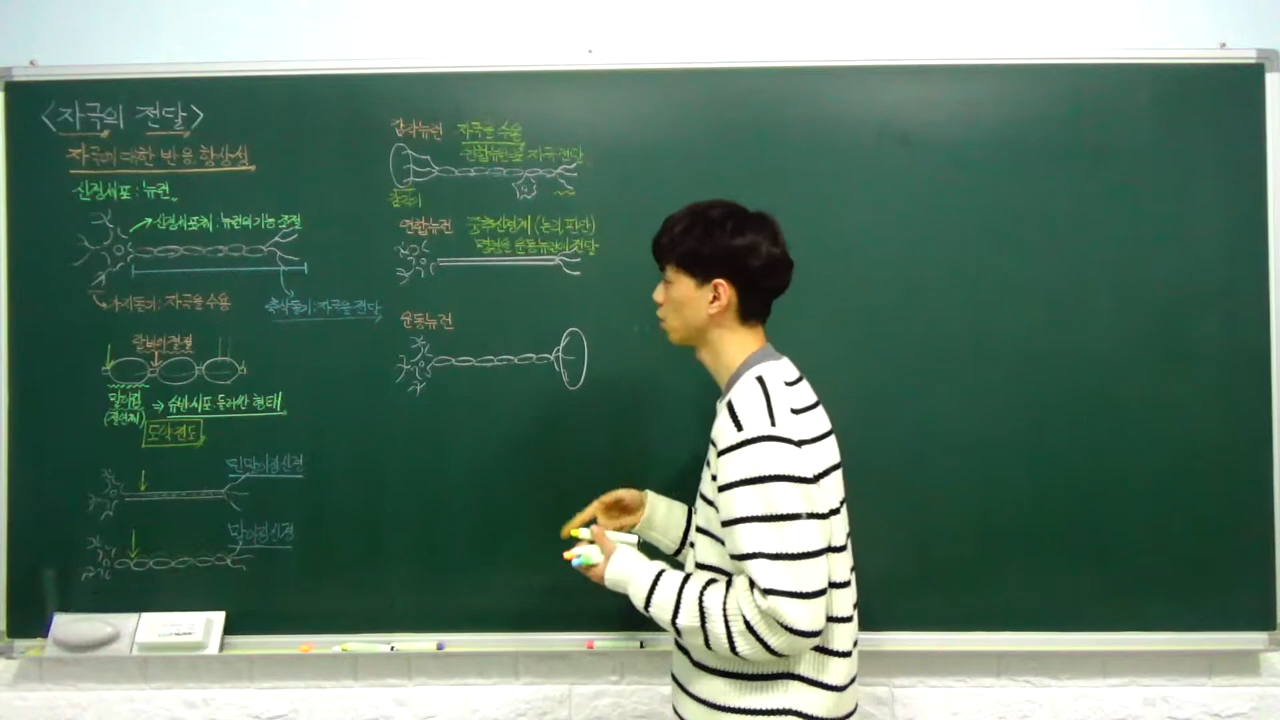 <자극의 전달>
자극에 대한 반응 항상성
신경세포 : 뉴런
신경세포체 : 뉴런의 기능 조절
가지돌기 : 자극을 수용
축삭돌기 : 자극을 전달
랑비에 결절
말이집
(절연체)
⇒ 슈반 세포 둘러싼 형태
도약전도
민말이집신경
말이집신경
감각뉴런
자극을 수용
연합뉴런으로 자극 전달
감각기
연합뉴런
중추신경계 (논리 판단)
명령을 운동뉴런에 전달
운동뉴런